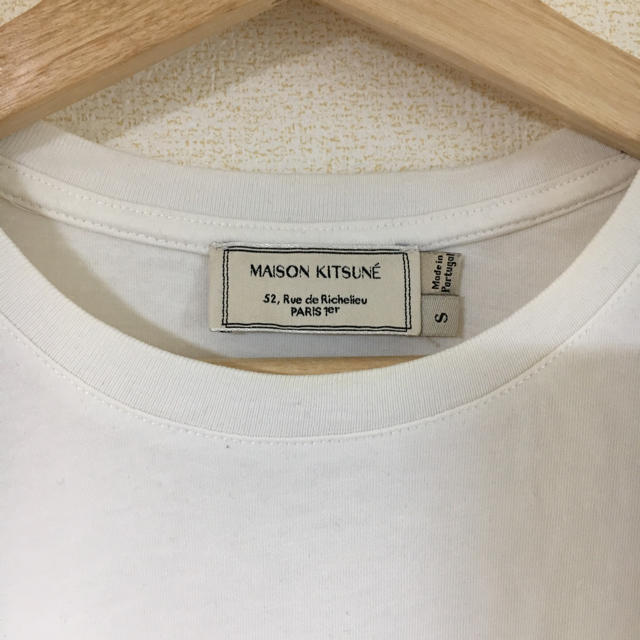 MAISON KITSUNÉ
52, Rue de Richelieu
PARIS 1er
Made in
Portugal
S